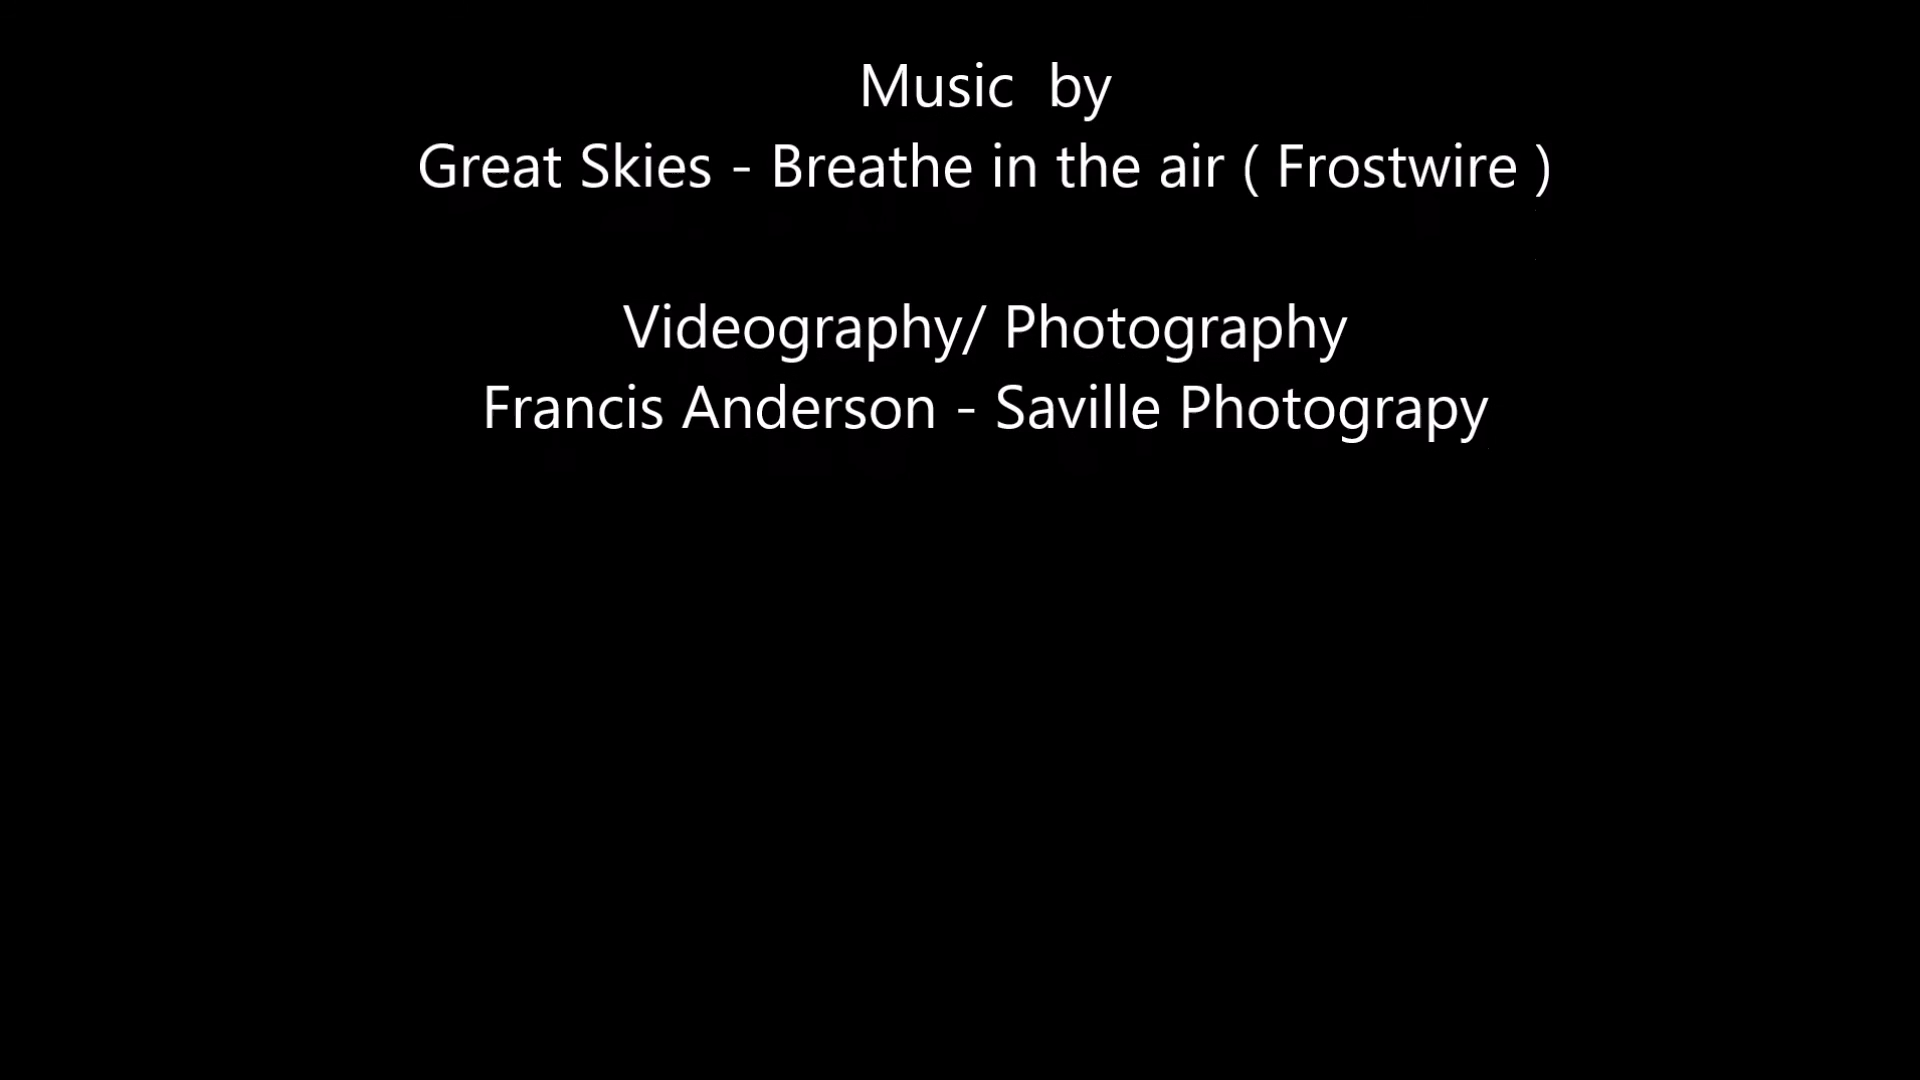 Music  by
Great Skies - Breathe in the air ( Frostwire )
Videography/ Photography
Francis Anderson - Saville Photograpy